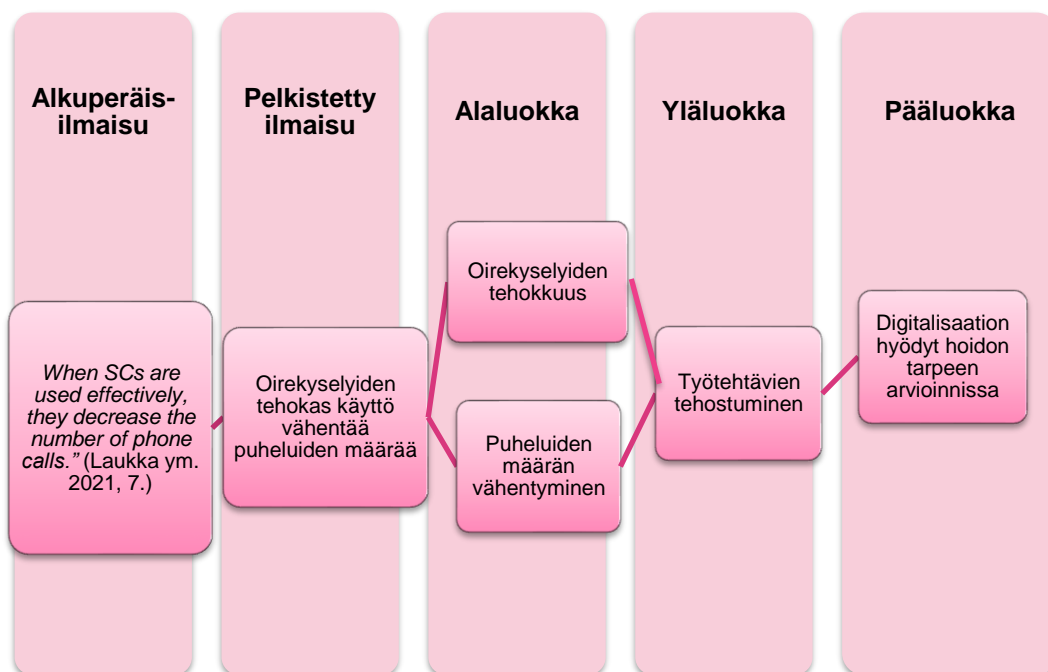 Alkuperäis-
ilmaisu
Pelkistetty
ilmaisu
Alaluokka
Yläluokka
Pääluokka
When SCs are
used effectively,
they decrease the
number of phone
calls.” (Laukka ym.
2021, 7.)
Oirekyselyiden
tehokas käyttö
vähentää
puheluiden määrää
Oirekyselyiden
tehokkuus
Puheluiden
määrän
vähentyminen
Työtehtävien
tehostuminen
Digitalisaation
hyödyt hoidon
tarpeen
arvioinnissa